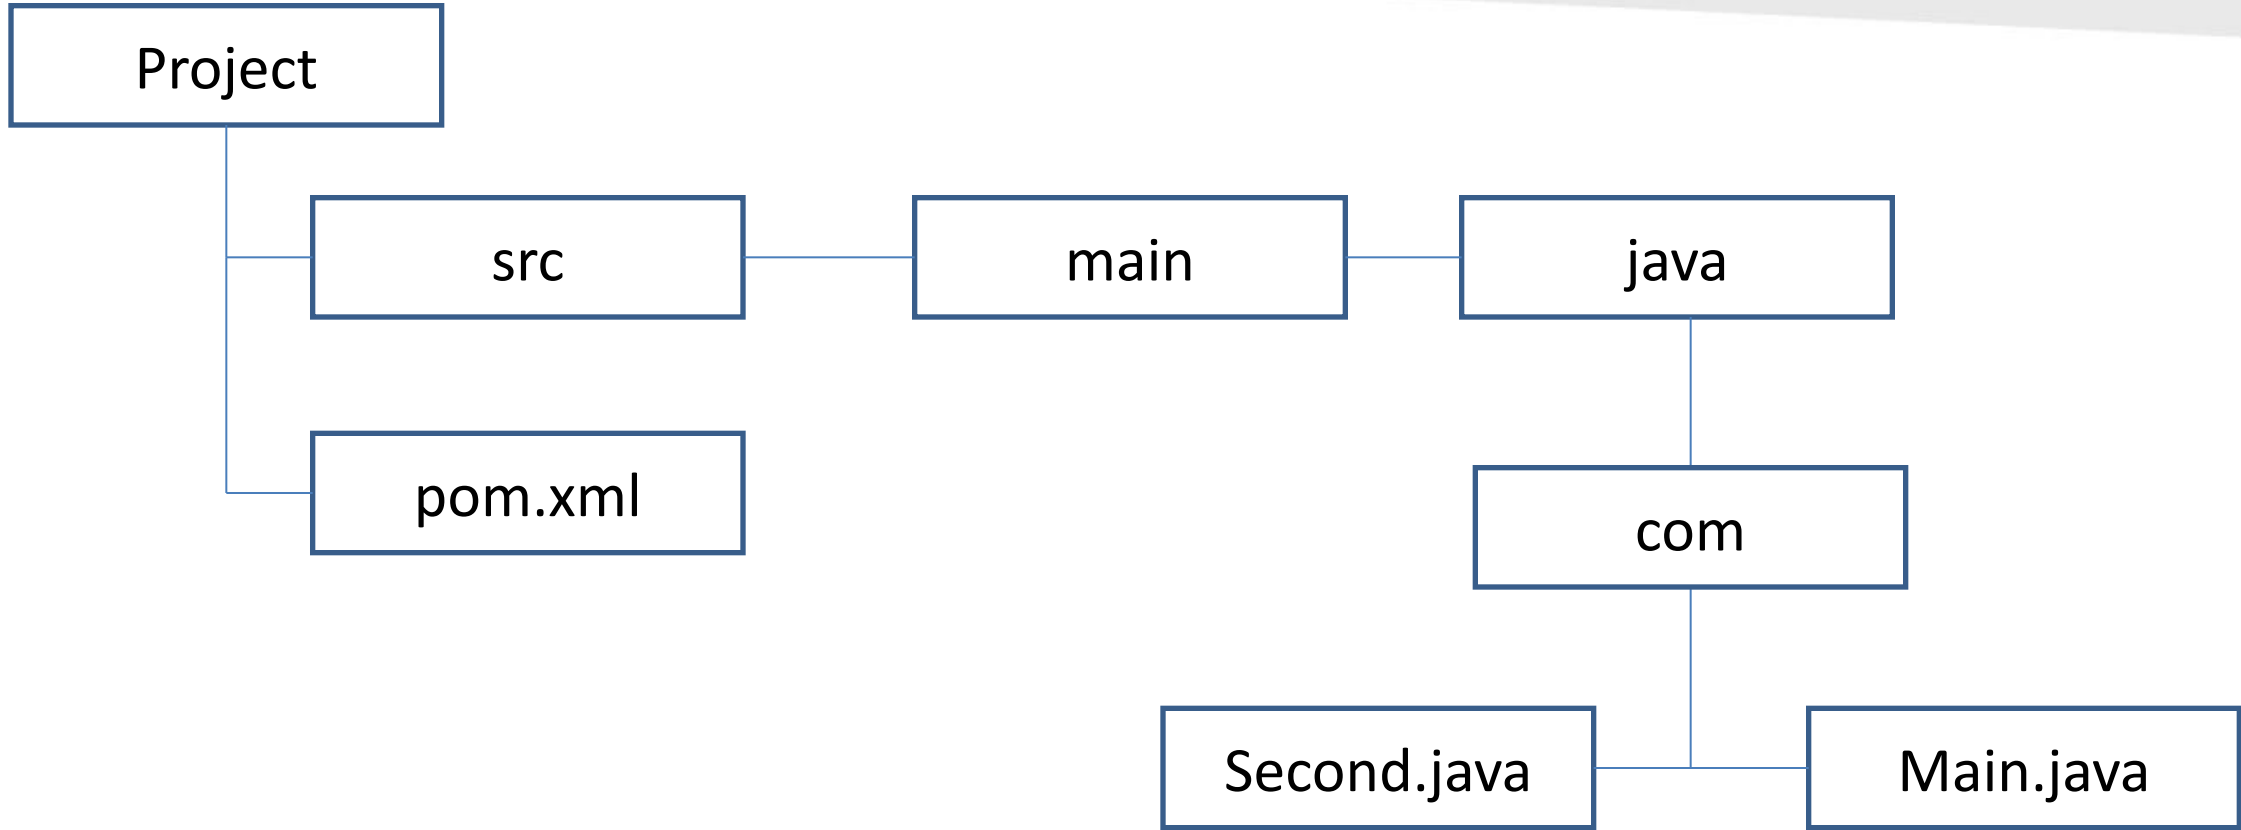 Project
src
main
java
pom.xml
com
Second.java
Main.java